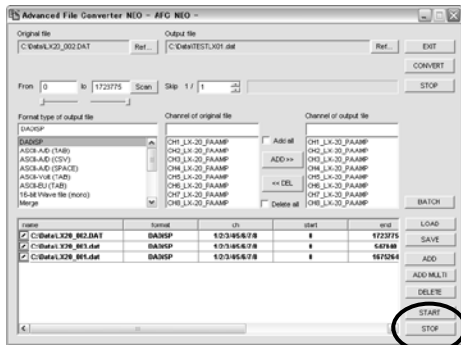 Advanced File Converter NEO - AFC NEO -
Original file
Output file
C:\Data\LX20_002.DAT
Ref...
C:\Data\TESTLX01.dat
Ref...
EXIT
CONVERT
From 0 to 1723775 Scan Skip 1 / 1
STOP
Format type of output file
Channel of original file
Channel of output file
DADISP
DADISP
ASCII-A/D (TAB)
ASCII-A/D (CSV)
ASCII-A/D (SPACE)
ASCII-Volt (TAB)
ASCII-EU (TAB)
16-bit Wave file (mono)
Merge
CH1_LX-20_FAAMP
CH2_LX-20_FAAMP
CH3_LX-20_FAAMP
CH4_LX-20_FAAMP
CH5_LX-20_FAAMP
CH6_LX-20_FAAMP
CH7_LX-20_FAAMP
CH8_LX-20_FAAMP
Add all
ADD >>
<< DEL
Delete all
CH1_LX-20_FAAMP
CH2_LX-20_FAAMP
CH3_LX-20_FAAMP
CH4_LX-20_FAAMP
CH5_LX-20_FAAMP
CH6_LX-20_FAAMP
CH7_LX-20_FAAMP
CH8_LX-20_FAAMP
BATCH
name format ch start end
C:\Data\LX20_002.DAT DADISP 1/2/3/4/5/6/7/8 0 1723775
C:\Data\LX20_003.dat DADISP 1/2/3/4/5/6/7/8 0 547840
C:\Data\LX20_001.dat DADISP 1/2/3/4/5/6/7/8 0 1675264
LOAD
SAVE
ADD
ADD MULTI
DELETE
START
STOP